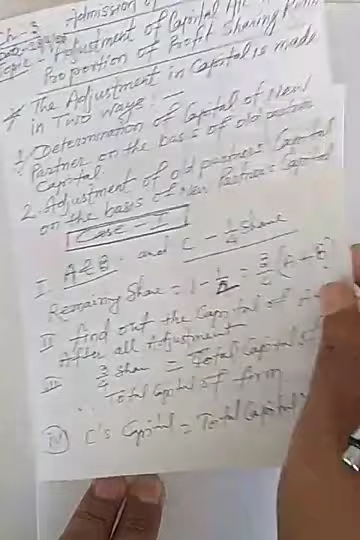 Ch-3 Admission of
Topic - Adjustment of Capital A/c in
Proportion of Profit Sharing Ratio
* The Adjustment in Capital is made
in Two ways: -
1. Determination of Capital of New
Partner on the basis of old partner
Capital.
2. Adjustment of old partners Capital
on the basis of New Partners Capital
Case - I
I A & B and C - 1/4 Share
Remaining Share = 1 - 1/4 = 3/4 (A + B)
II find out the Capital of
After all Adjustment
III 3/4 Share = Total Capital of
Total Capital of firm
IV C's Capital = Total Capital